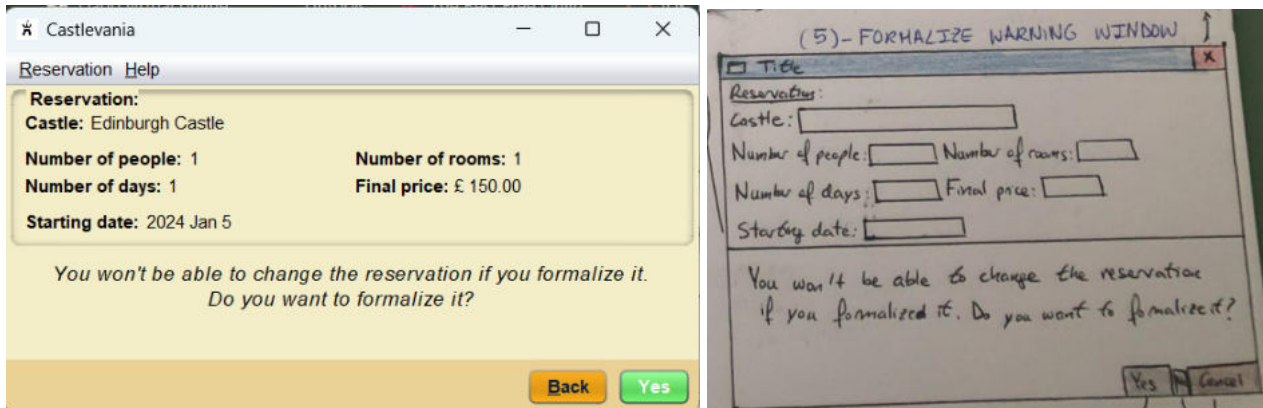 Castlevania
Reservation Help
Reservation:
Castle: Edinburgh Castle
Number of people: 1 Number of rooms: 1
Number of days: 1 Final price: £ 150.00
Starting date: 2024 Jan 5
You won't be able to change the reservation if you formalize it.
Do you want to formalize it?
Back Yes
(5)-FORMALIZE WARNING WINDOW
Title X
Reservation:
Castle:
Number of people: Number of rooms:
Number of days: Final price:
Starting date:
You won't be able to change the reservation
if you formalized it. Do you want to formalize it?
Yes Cancel